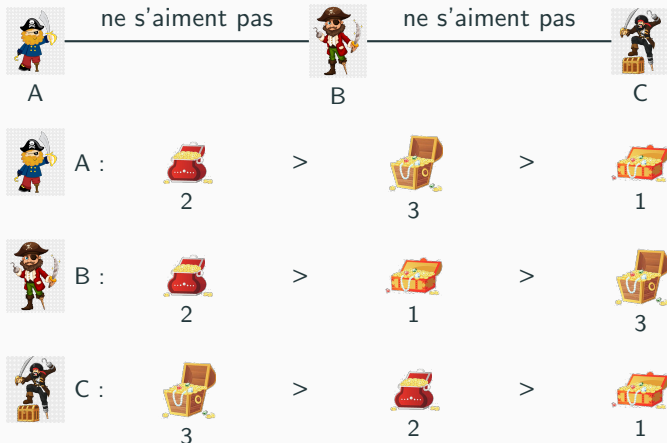 ne s'aiment pas ne s'aiment pas
A B C
A : > >
2 3 1
B : > >
2 1 3
C : > >
3 2 1